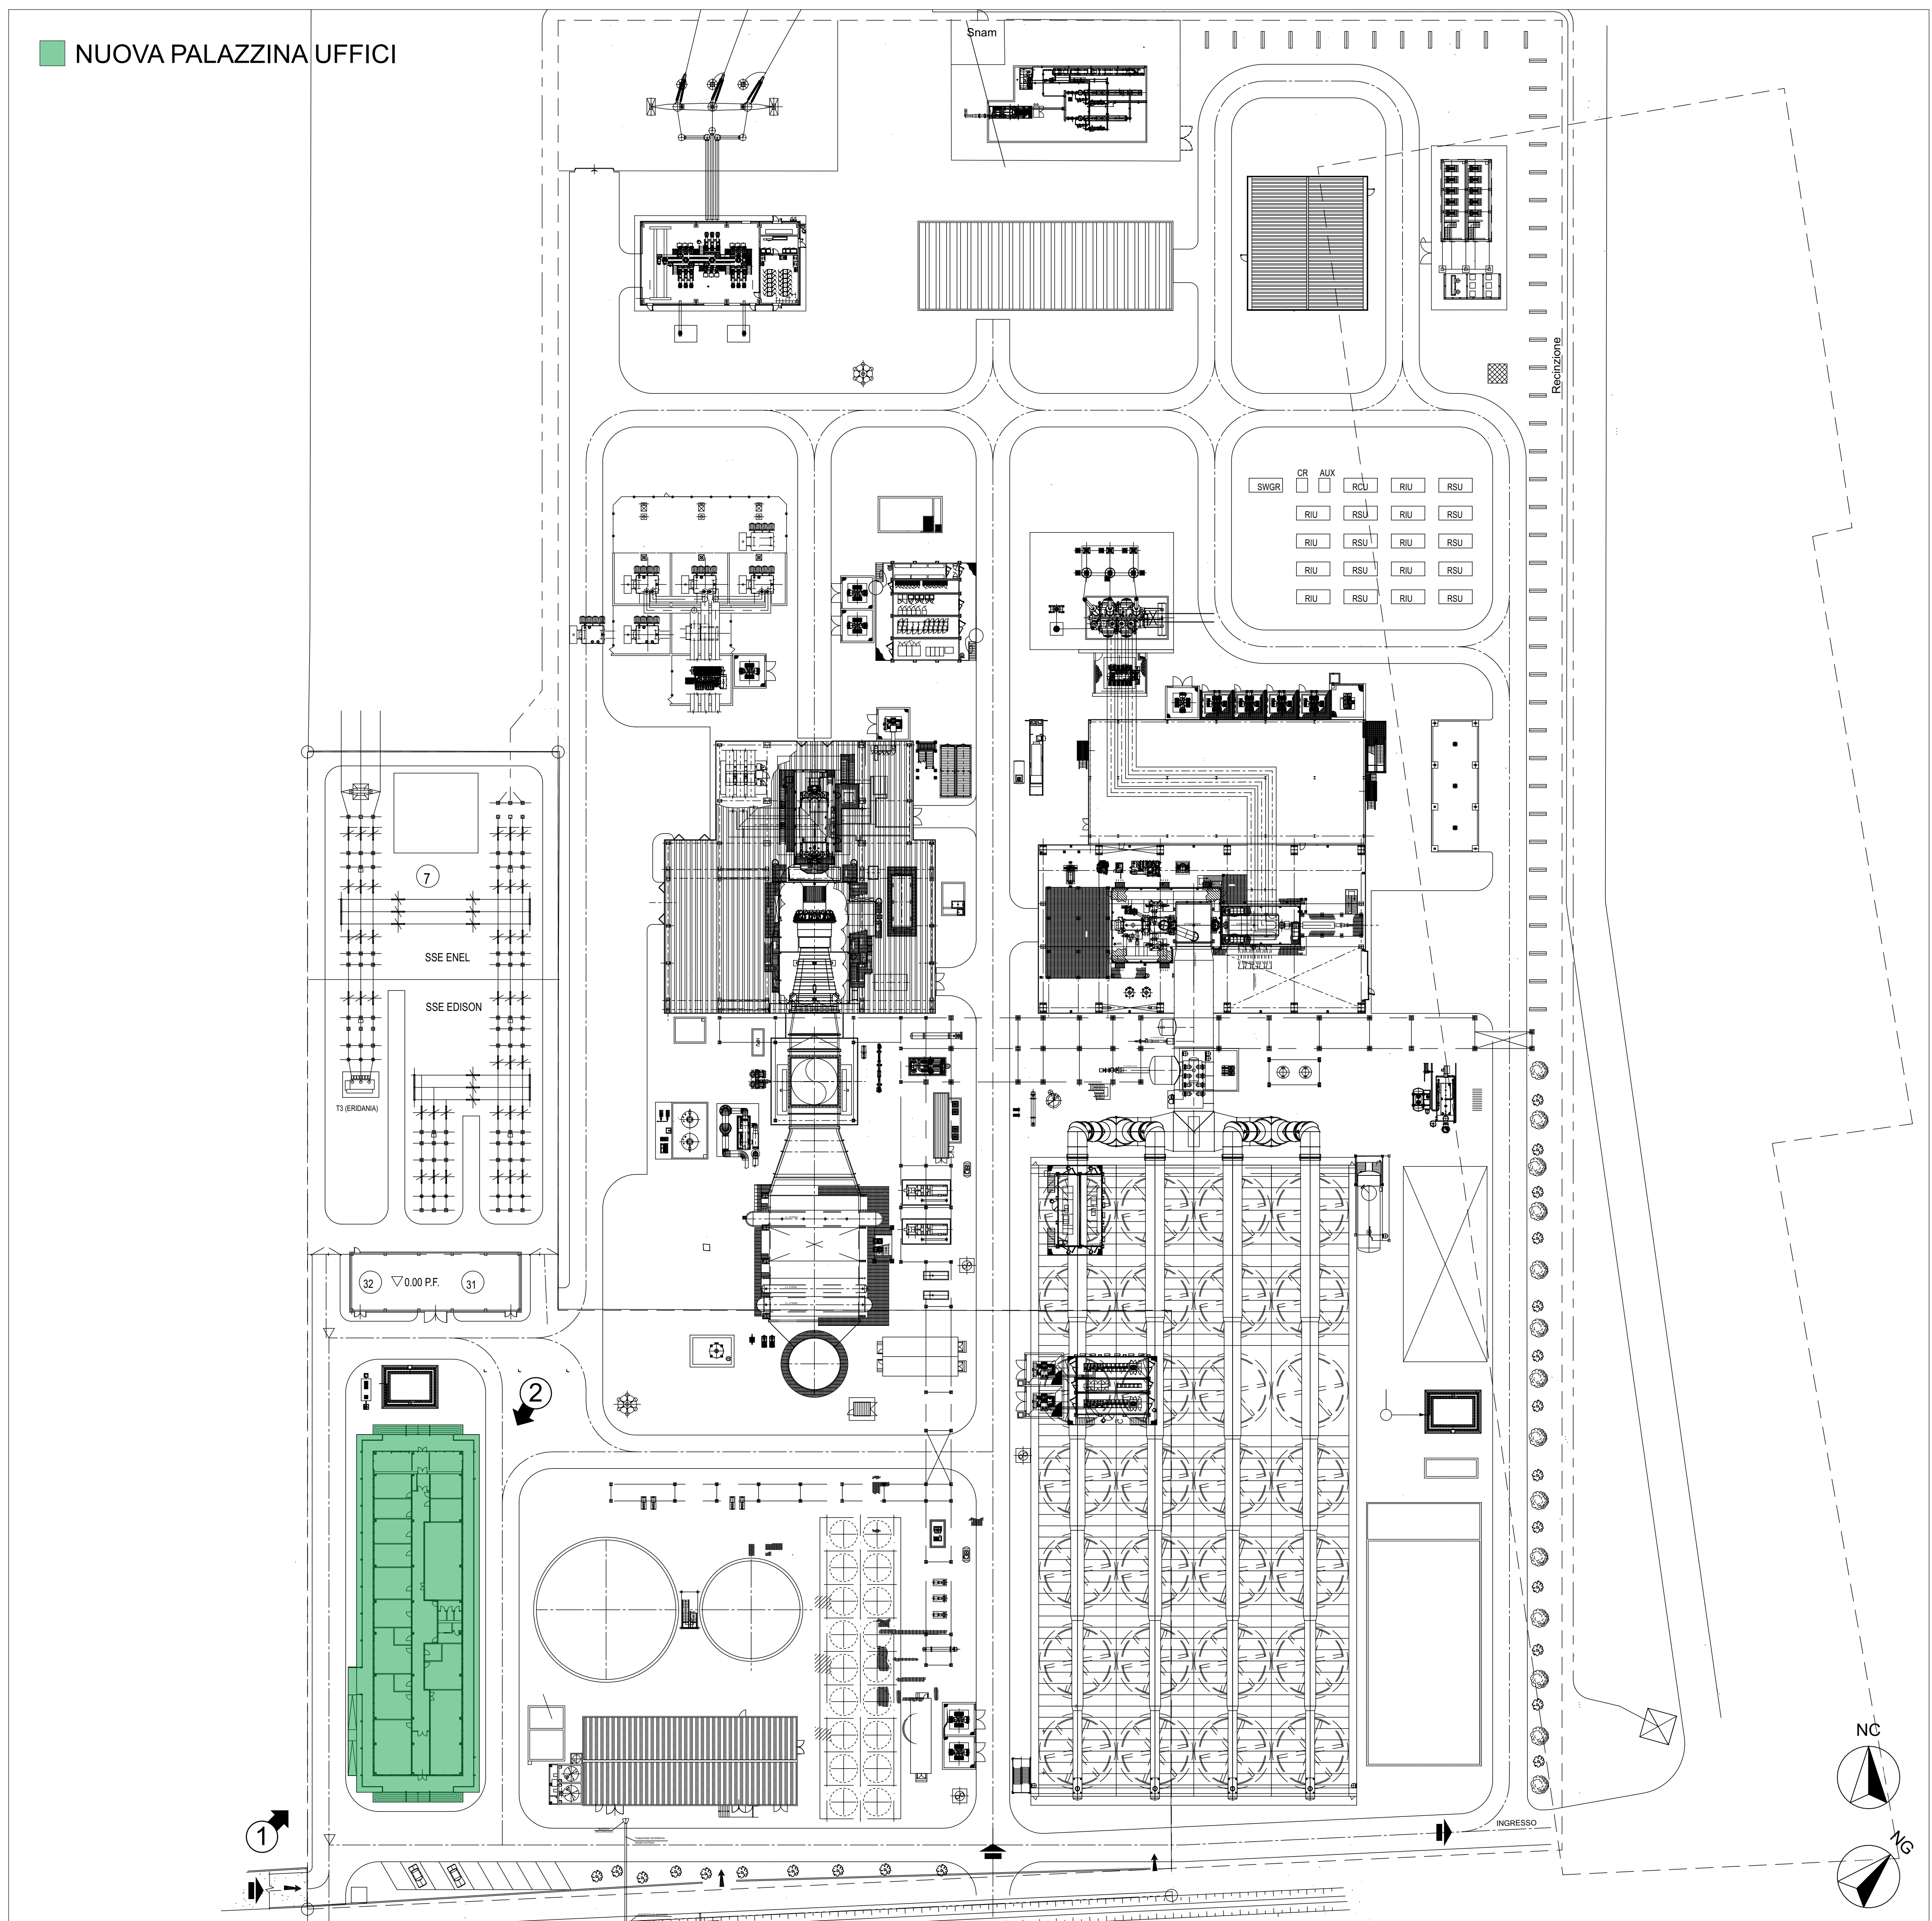 NUOVA PALAZZINA UFFICI
Snam
Recinzione
CR AUX
SWGR RCU RIU RSU
RIU RSU RIU RSU
RIU RSU RIU RSU
RIU RSU RIU RSU
RIU RSU RIU RSU
7
SSE ENEL
SSE EDISON
T3 (ERIDANIA)
32 0.00 P.F. 31
2
1
INGRESSO
NC
NG